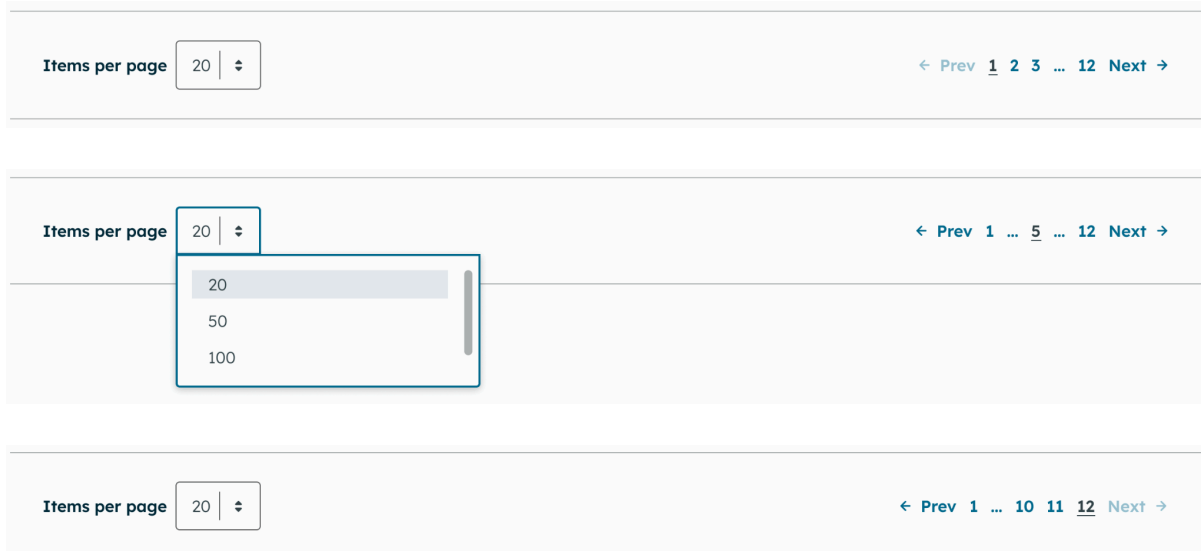 Items per page 20 ← Prev 1 2 3 ... 12 Next →
Items per page 20 ← Prev 1 ... 5 ... 12 Next →
20
50
100
Items per page 20 ← Prev 1 ... 10 11 12 Next →